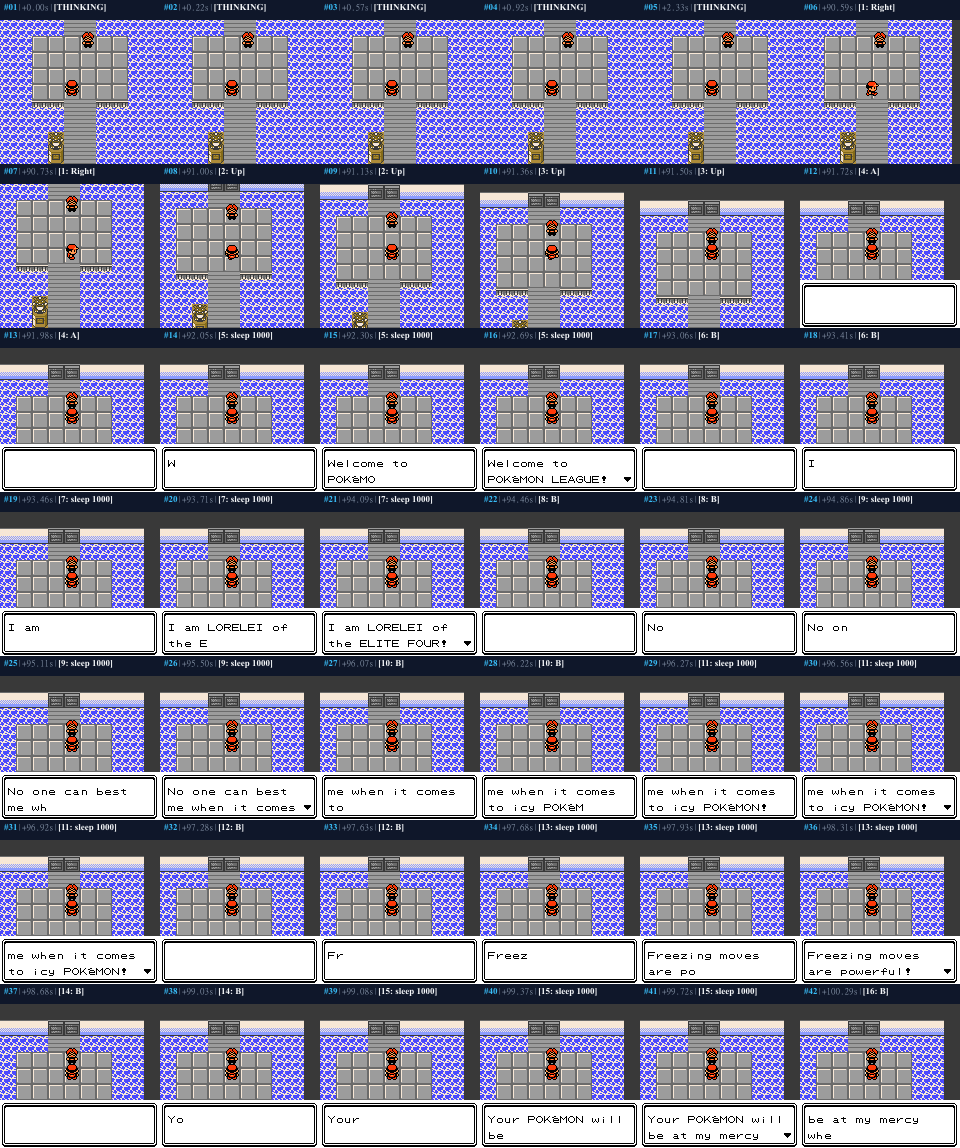 #01|+0.00s|[THINKING]
#02|+0.22s|[THINKING]
#03|+0.57s|[THINKING]
#04|+0.92s|[THINKING]
#05|+2.33s|[THINKING]
#06|+90.59s|[1: Right]
#07|+90.73s|[1: Right]
#08|+91.00s|[2: Up]
#09|+91.13s|[2: Up]
#10|+91.36s|[3: Up]
#11|+91.50s|[3: Up]
#12|+91.72s|[4: A]
#13|+91.98s|[4: A]
#14|+92.05s|[5: sleep 1000]
#15|+92.30s|[5: sleep 1000]
#16|+92.69s|[5: sleep 1000]
#17|+93.06s|[6: B]
#18|+93.41s|[6: B]
W
Welcome to
POKéMO
Welcome to
POKéMON LEAGUE!
I
#19|+93.46s|[7: sleep 1000]
#20|+93.71s|[7: sleep 1000]
#21|+94.09s|[7: sleep 1000]
#22|+94.46s|[8: B]
#23|+94.81s|[8: B]
#24|+94.86s|[9: sleep 1000]
I am
I am LORELEI of
the E
I am LORELEI of
the ELITE FOUR!
No
No on
#25|+95.11s|[9: sleep 1000]
#26|+95.50s|[9: sleep 1000]
#27|+96.07s|[10: B]
#28|+96.22s|[10: B]
#29|+96.27s|[11: sleep 1000]
#30|+96.56s|[11: sleep 1000]
No one can best
me wh
No one can best
me when it comes
me when it comes
to
me when it comes
to icy POKéM
me when it comes
to icy POKéMON!
me when it comes
to icy POKéMON!
#31|+96.92s|[11: sleep 1000]
#32|+97.28s|[12: B]
#33|+97.63s|[12: B]
#34|+97.68s|[13: sleep 1000]
#35|+97.93s|[13: sleep 1000]
#36|+98.31s|[13: sleep 1000]
me when it comes
to icy POKéMON!
Fr
Freez
Freezing moves
are po
Freezing moves
are powerful!
#37|+98.68s|[14: B]
#38|+99.03s|[14: B]
#39|+99.08s|[15: sleep 1000]
#40|+99.37s|[15: sleep 1000]
#41|+99.72s|[15: sleep 1000]
#42|+100.29s|[16: B]
Yo
Your
Your POKéMON will
be
Your POKéMON will
be at my mercy
be at my mercy
whe